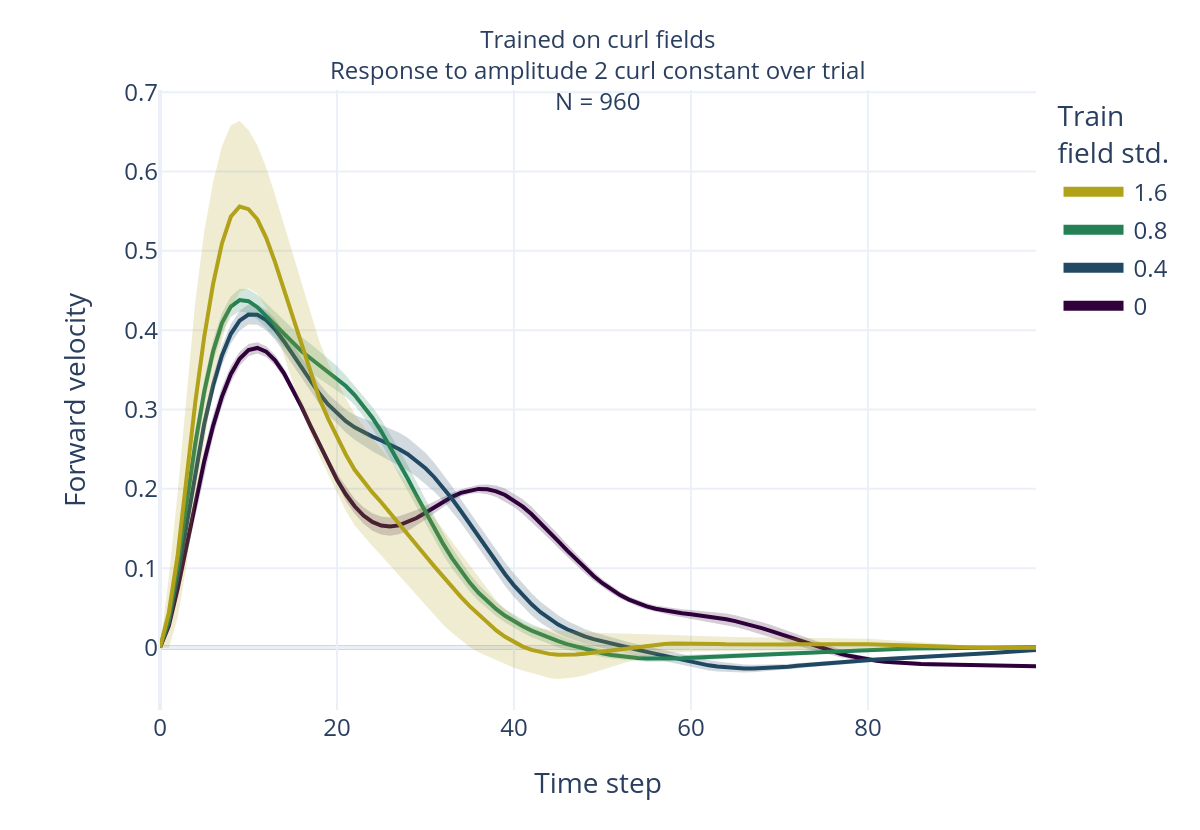 Trained on curl fields
Response to amplitude 2 curl constant over trial
N = 960
0.7
0.6
0.5
0.4
0.3
0.2
0.1
0
Forward velocity
0
20
40
60
80
Time step
Train
field std.
1.6
0.8
0.4
0